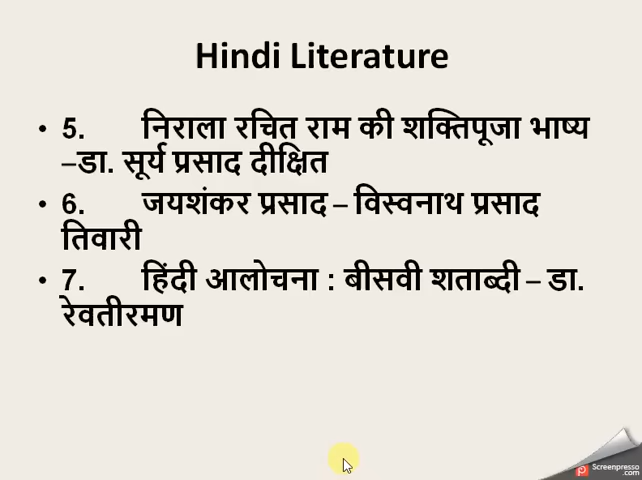 Hindi Literature
• 5. निराला रचित राम की शक्तिपूजा भाष्य
–डा. सूर्य प्रसाद दीक्षित
• 6. जयशंकर प्रसाद – विस्वनाथ प्रसाद
तिवारी
• 7. हिंदी आलोचना : बीसवी शताब्दी – डा.
रेवतीरमण
Screenpresso
.com